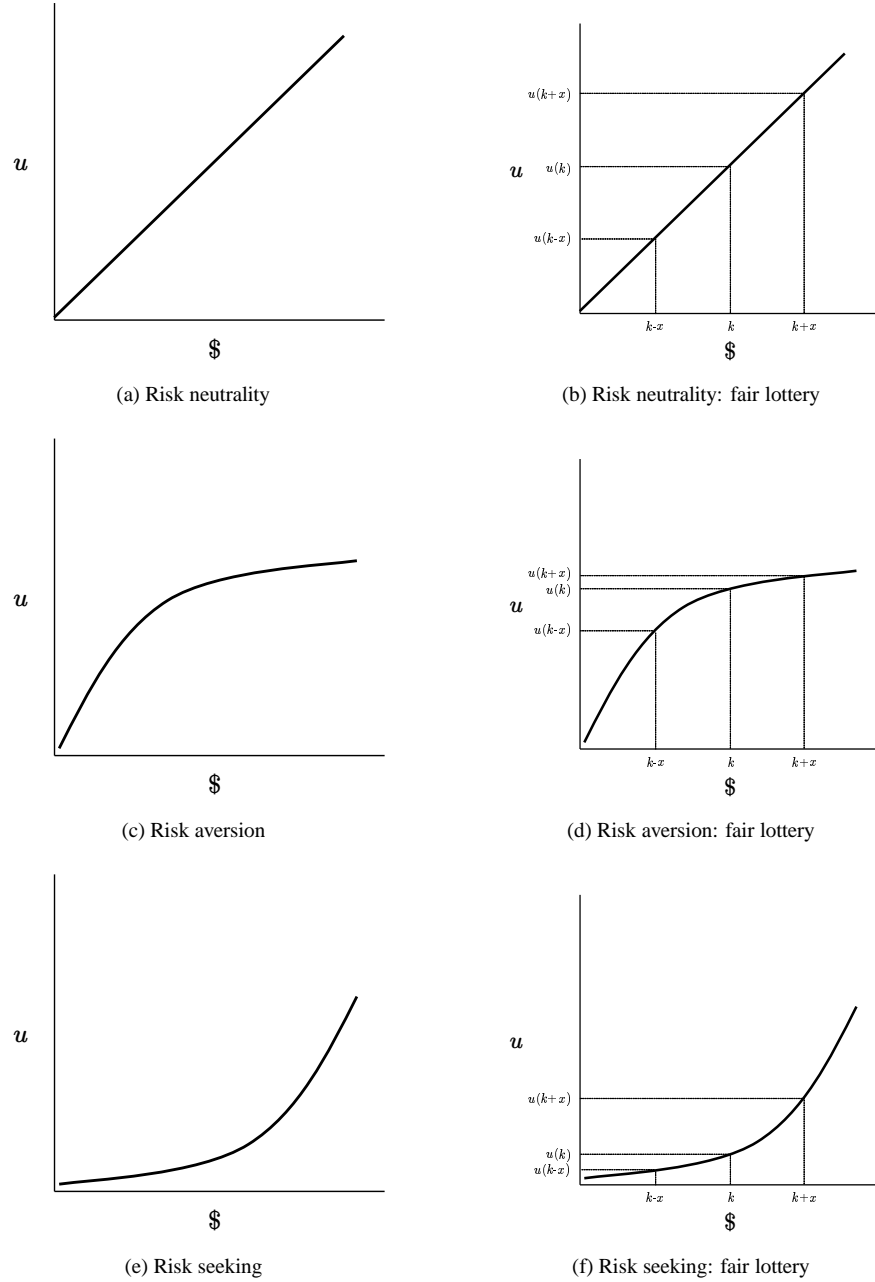 u
$
(a) Risk neutrality
u(k+x)
u(k)
u
u(k-x)
k-x k k+x
$
(b) Risk neutrality: fair lottery
u
$
(c) Risk aversion
u(k+x)
u(k)
u
u(k-x)
k-x k k+x
$
(d) Risk aversion: fair lottery
u
$
(e) Risk seeking
u
u(k+x)
u(k)
u(k-x)
k-x k k+x
$
(f) Risk seeking: fair lottery